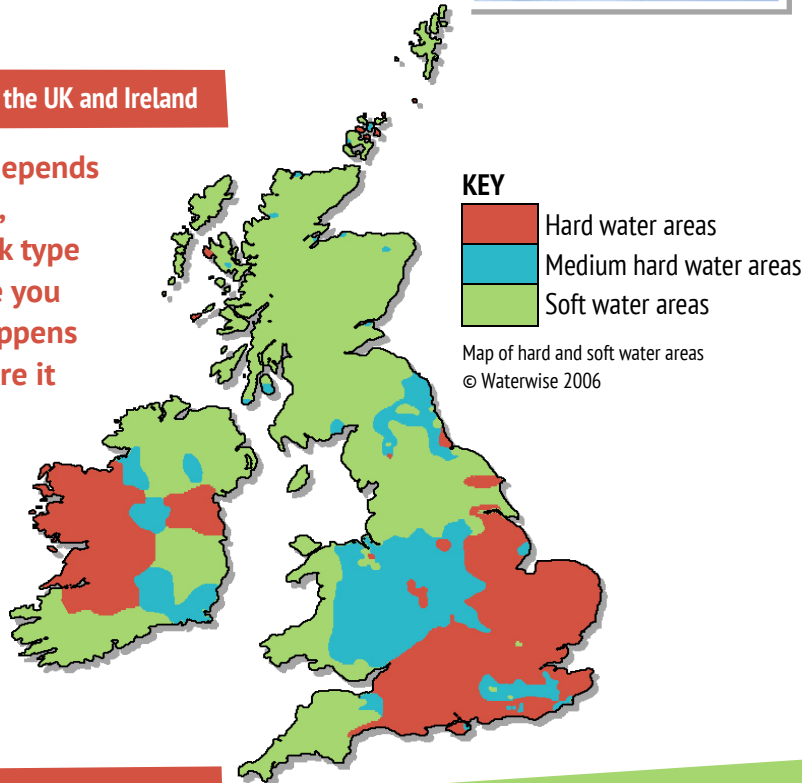 the UK and Ireland
epends
,
k type
e you
ppens
re it
KEY
Hard water areas
Medium hard water areas
Soft water areas
Map of hard and soft water areas
© Waterwise 2006